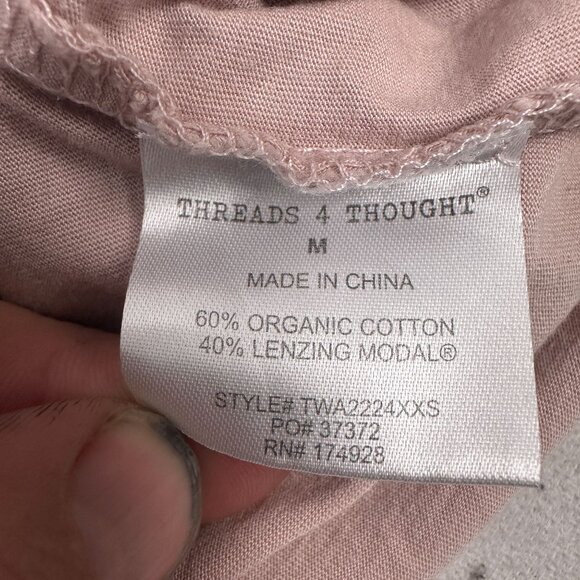 THREADS 4 THOUGHT®
M
MADE IN CHINA
60% ORGANIC COTTON
40% LENZING MODAL®
STYLE# TWA2224XXS
PO# 37372
RN# 174928